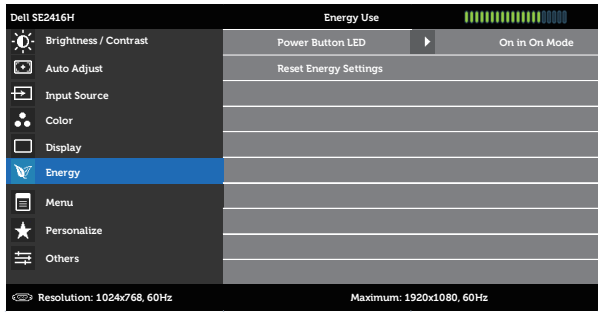 Dell SE2416H Energy Use
Brightness / Contrast Power Button LED On in On Mode
Auto Adjust Reset Energy Settings
Input Source
Color
Display
Energy
Menu
Personalize
Others
Resolution: 1024x768, 60Hz Maximum: 1920x1080, 60Hz